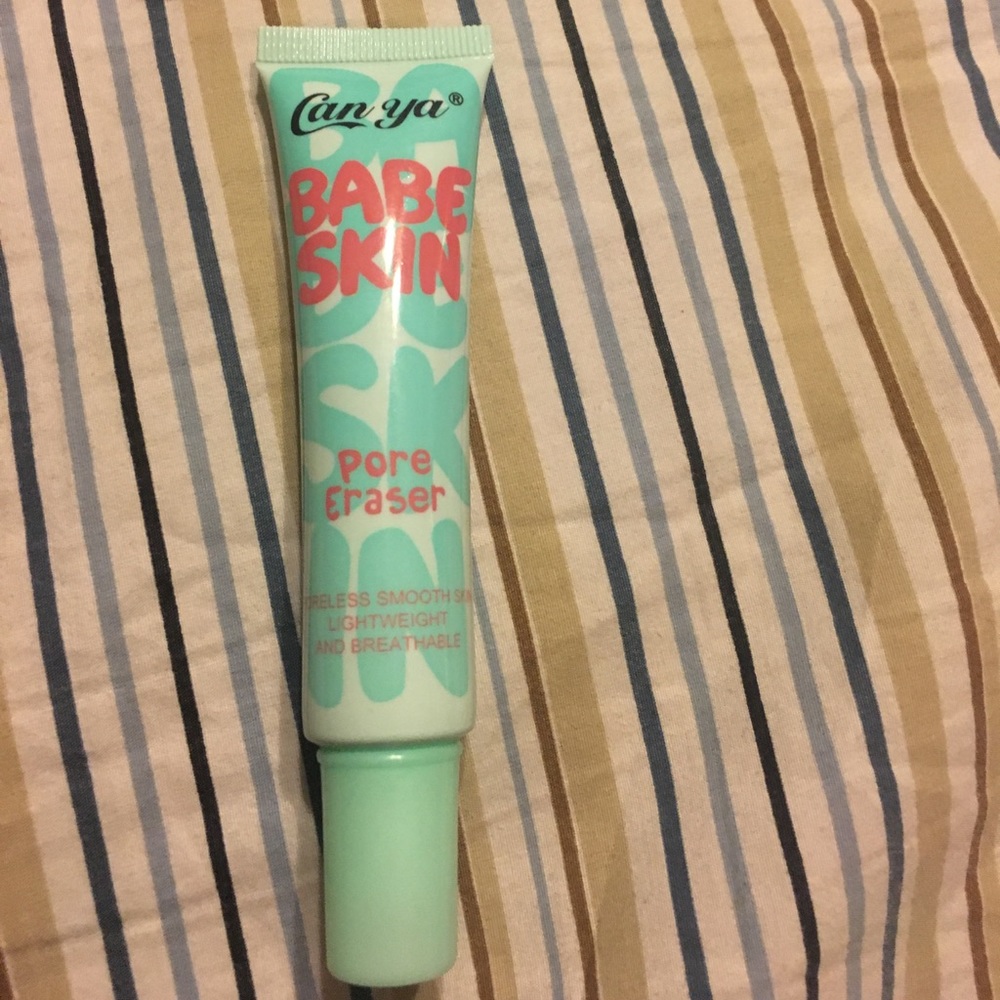 Can ya®
BABE
SKIN
Pore
Eraser
SMOOTH
LIGHTWEIGHT
AND BREATHABLE